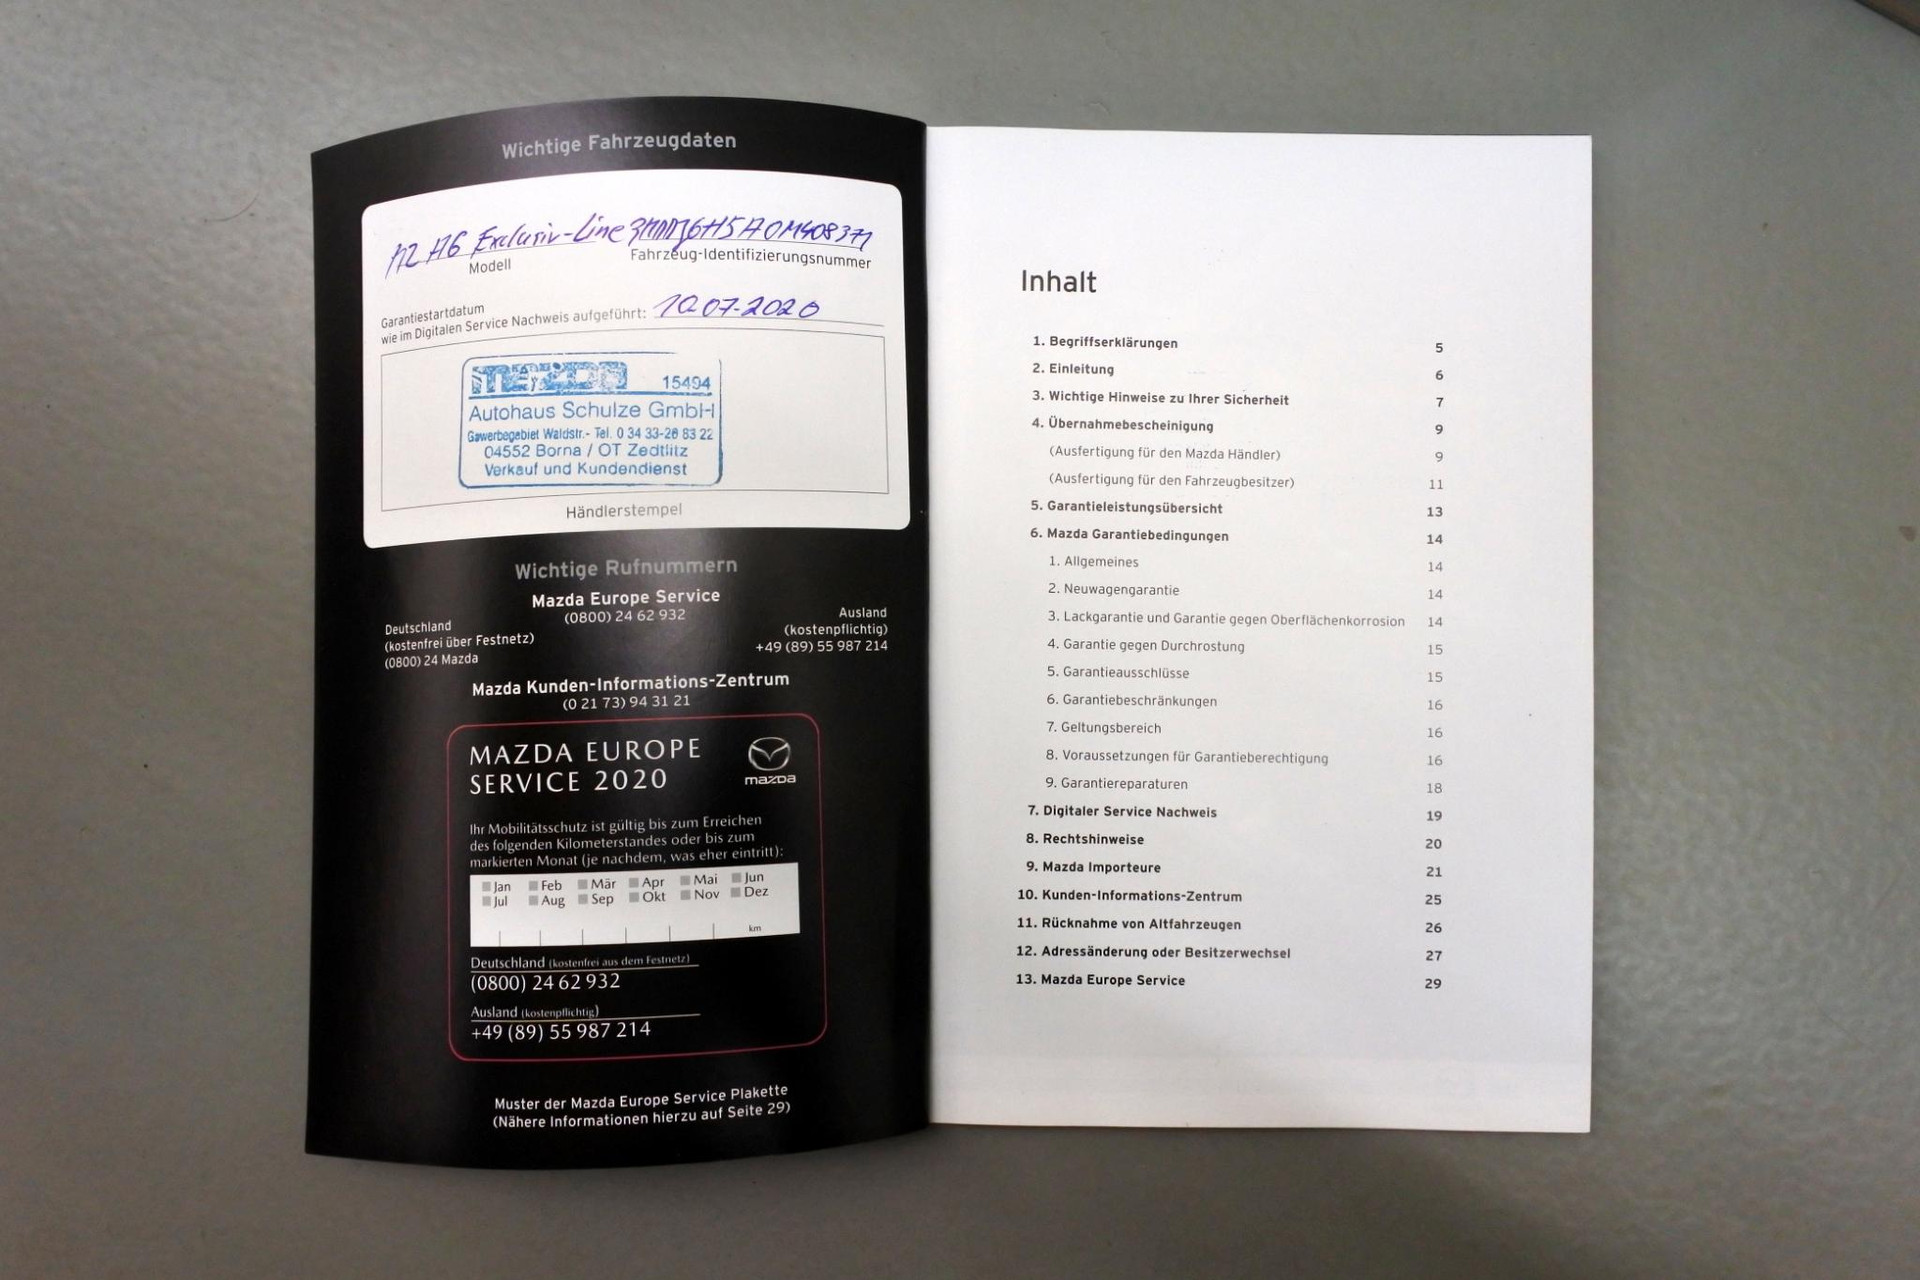 Wichtige Fahrzeugdaten
M2 A6 Exclusiv-Line
Modell
Fahrzeug-Identifizierungsnummer
Garantiestartdatum
wie im Digitalen Service Nachweis aufgeführt: 10.07.2020
mazda 15494
Autohaus Schulze GmbH
Gewerbegebiet Waldstr.- Tel. 0 34 33-26 83 22
04552 Borna / OT Zedtlitz
Verkauf und Kundendienst
Händlerstempel
Wichtige Rufnummern
Mazda Europe Service
(0800) 24 62 932
Deutschland
(kostenfrei über Festnetz)
(0800) 24 Mazda
Ausland
(kostenpflichtig)
+49 (89) 55 987 214
Mazda Kunden-Informations-Zentrum
(0 21 73) 94 31 21
MAZDA EUROPE
SERVICE 2020
mazda
Ihr Mobilitätsschutz ist gültig bis zum Erreichen
des folgenden Kilometerstandes oder bis zum
markierten Monat (je nachdem, was eher eintritt):
Jan Feb Mär Apr Mai Jun
Jul Aug Sep Okt Nov Dez
km
Deutschland (kostenfrei aus dem Festnetz)
(0800) 24 62 932
Ausland (kostenpflichtig)
+49 (89) 55 987 214
Muster der Mazda Europe Service Plakette
(Nähere Informationen hierzu auf Seite 29)
Inhalt
1. Begriffserklärungen 5
2. Einleitung 6
3. Wichtige Hinweise zu Ihrer Sicherheit 7
4. Übernahmebescheinigung 9
(Ausfertigung für den Mazda Händler) 9
(Ausfertigung für den Fahrzeugbesitzer) 11
5. Garantieleistungsübersicht 13
6. Mazda Garantiebedingungen 14
1. Allgemeines 14
2. Neuwagengarantie 14
3. Lackgarantie und Garantie gegen Oberflächenkorrosion 14
4. Garantie gegen Durchrostung 15
5. Garantieausschlüsse 15
6. Garantiebeschränkungen 16
7. Geltungsbereich 16
8. Voraussetzungen für Garantieberechtigung 16
9. Garantiereparaturen 18
7. Digitaler Service Nachweis 19
8. Rechtshinweise 20
9. Mazda Importeure 21
10. Kunden-Informations-Zentrum 25
11. Rücknahme von Altfahrzeugen 26
12. Adressänderung oder Besitzerwechsel 27
13. Mazda Europe Service 29